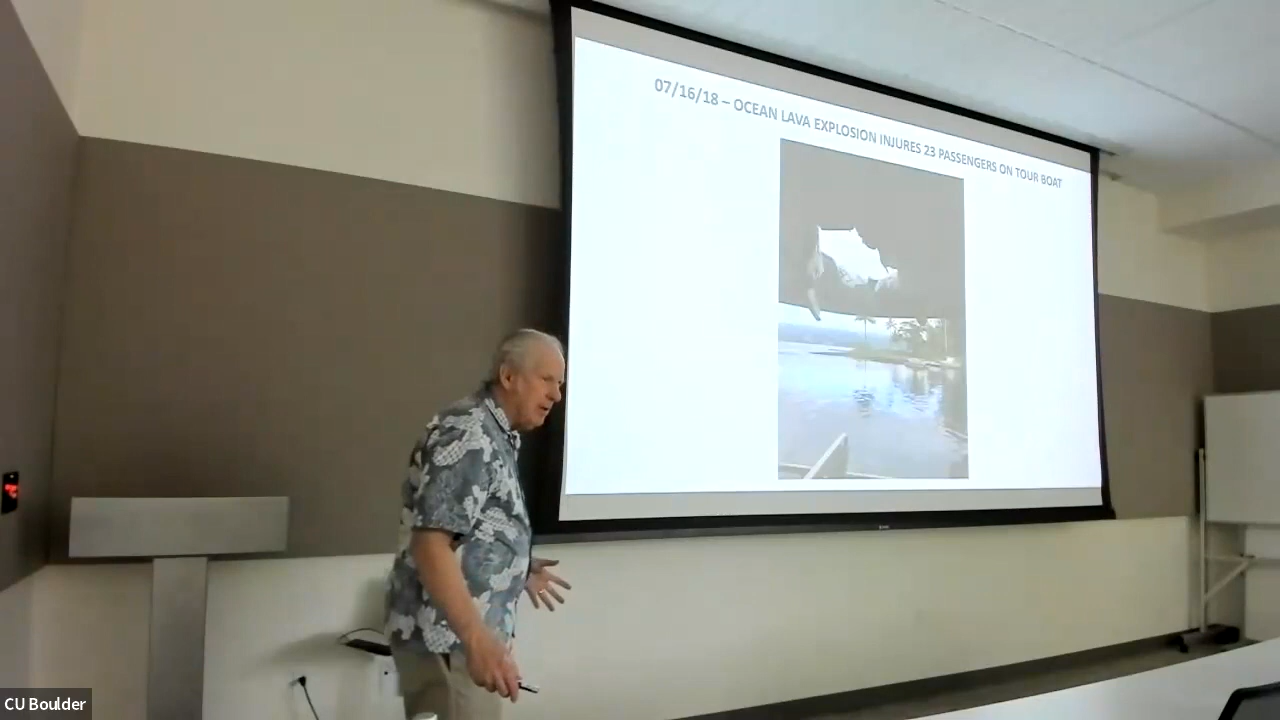 07/16/18 – OCEAN LAVA EXPLOSION INJURES 23 PASSENGERS ON TOUR BOAT
CU Boulder